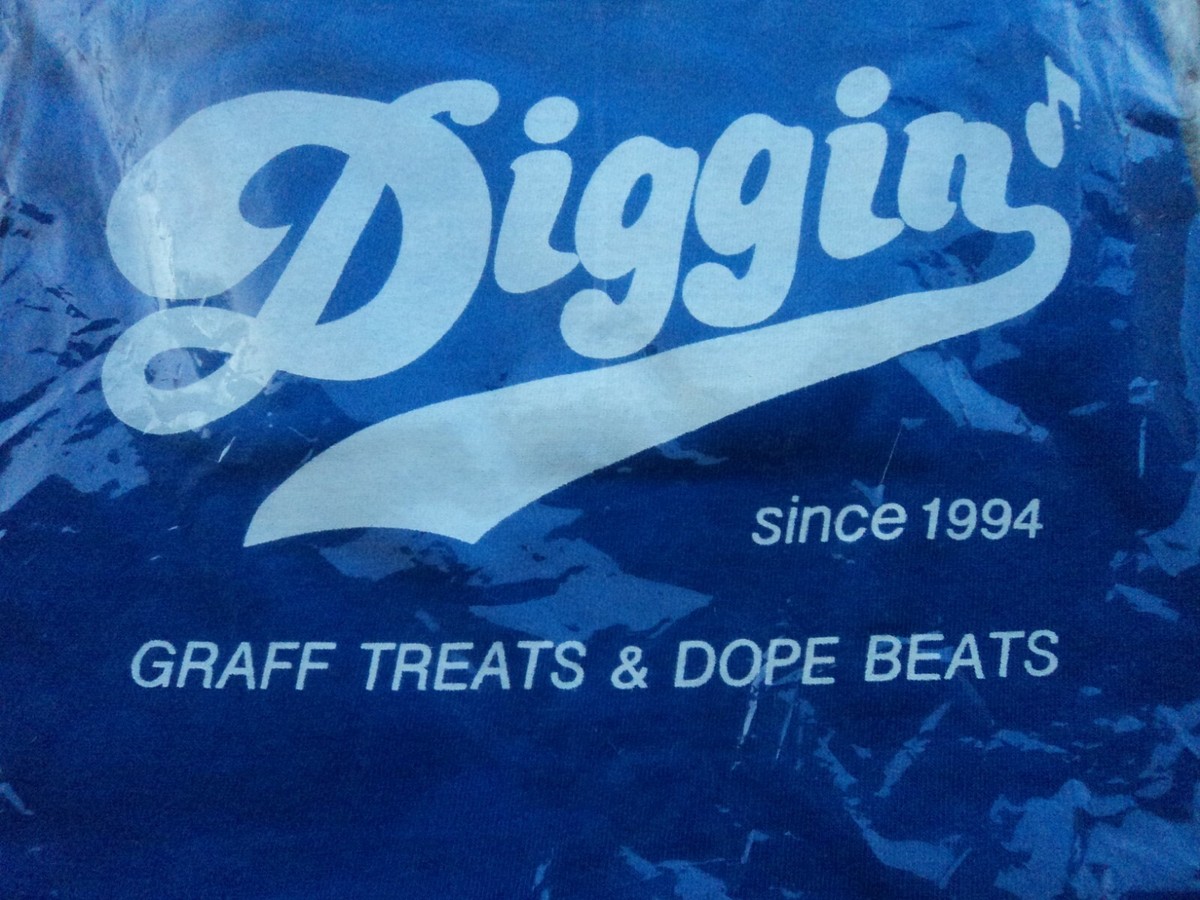 Diggin'
since 1994
GRAFF TREATS & DOPE BEATS